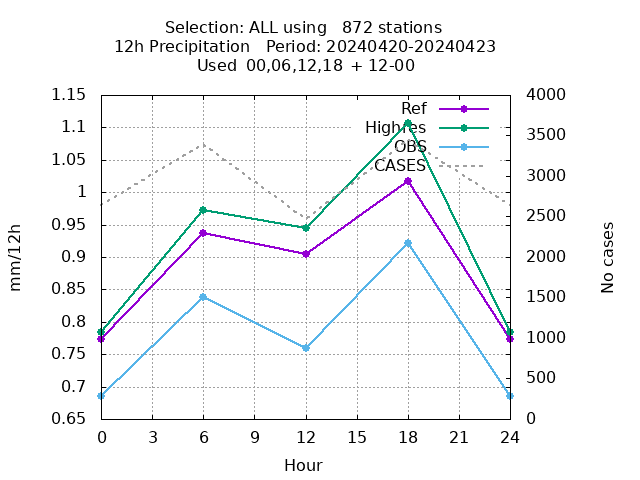 Selection: ALL using   872 stations
12h Precipitation   Period: 20240420-20240423
Used  00,06,12,18  + 12-00
1.15
1.1
1.05
1
0.95
0.9
0.85
0.8
0.75
0.7
0.65
mm/12h
4000
3500
3000
2500
2000
1500
1000
500
0
No cases
Ref
Highres
OBS
CASES
0 3 6 9 12 15 18 21 24
Hour